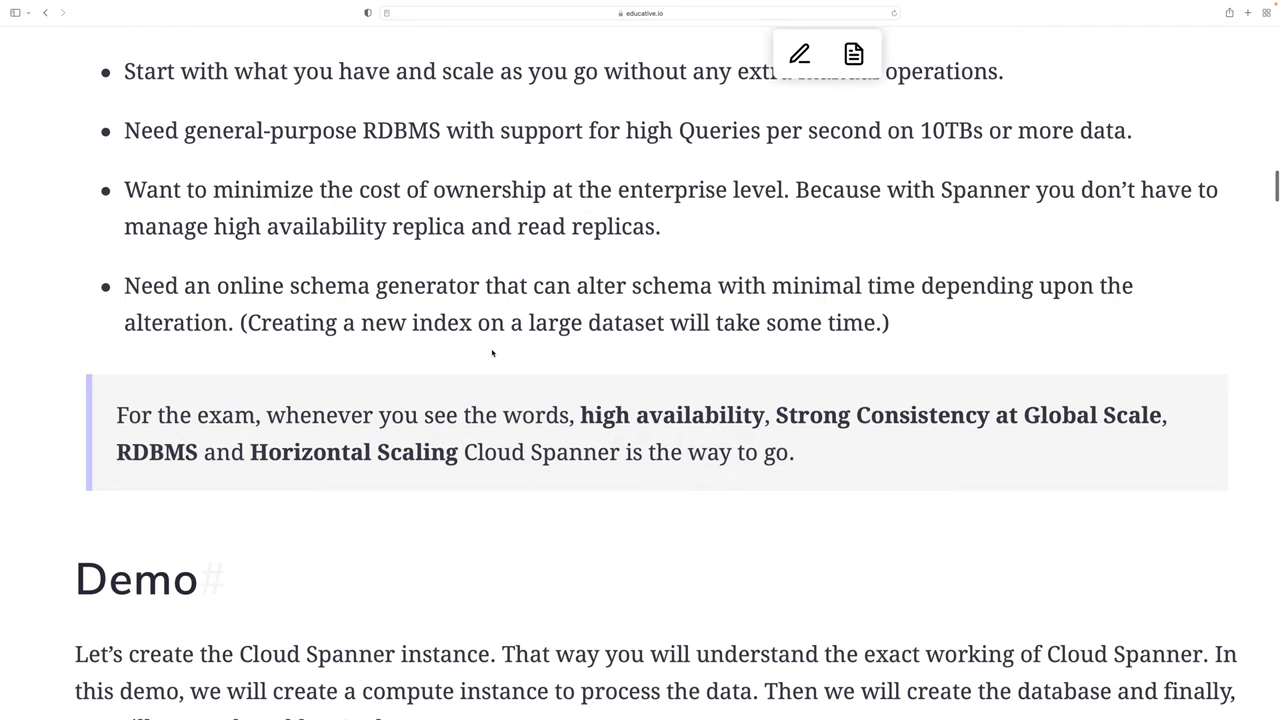 educative.io
Start with what you have and scale as you go without any operations.
Need general-purpose RDBMS with support for high Queries per second on 10TBs or more data.
Want to minimize the cost of ownership at the enterprise level. Because with Spanner you don't have to
manage high availability replica and read replicas.
Need an online schema generator that can alter schema with minimal time depending upon the
alteration. (Creating a new index on a large dataset will take some time.)
For the exam, whenever you see the words, high availability, Strong Consistency at Global Scale,
RDBMS and Horizontal Scaling Cloud Spanner is the way to go.
Demo#
Let's create the Cloud Spanner instance. That way you will understand the exact working of Cloud Spanner. In
this demo, we will create a compute instance to process the data. Then we will create the database and finally,